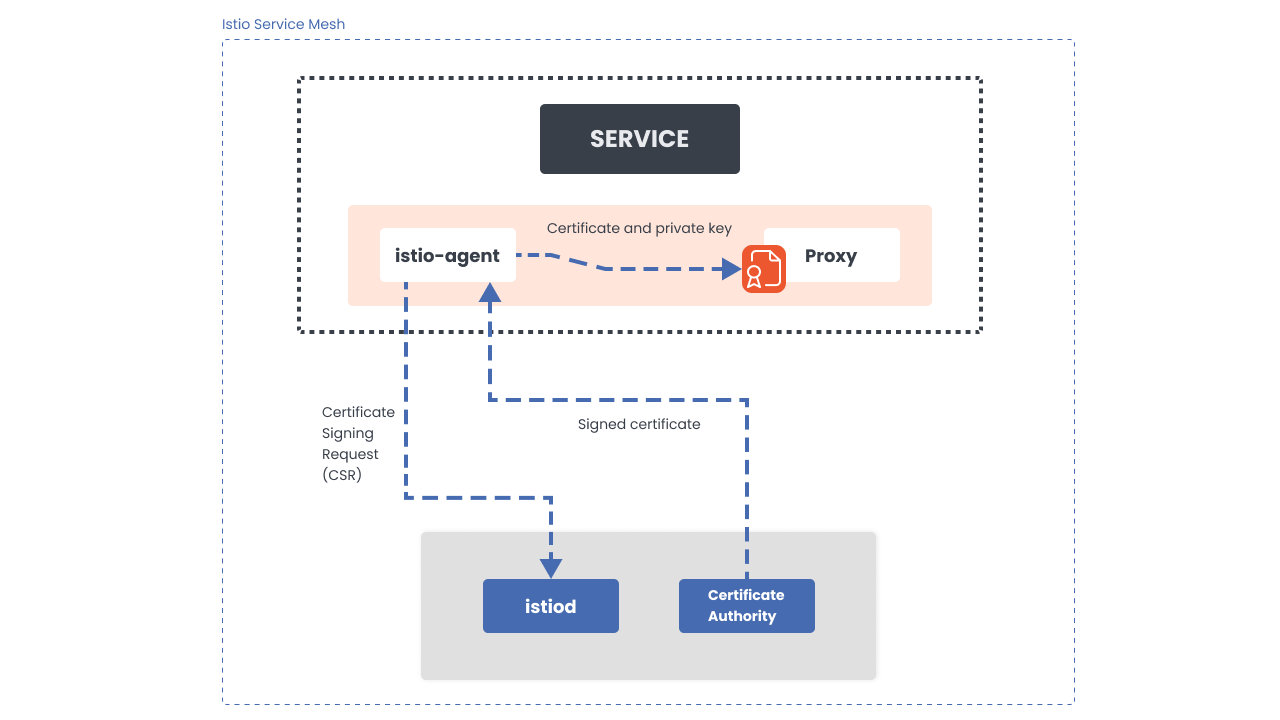 Istio Service Mesh
SERVICE
Certificate and private key
istio-agent
Proxy
Certificate
Signing
Request
(CSR)
Signed certificate
istiod
Certificate
Authority